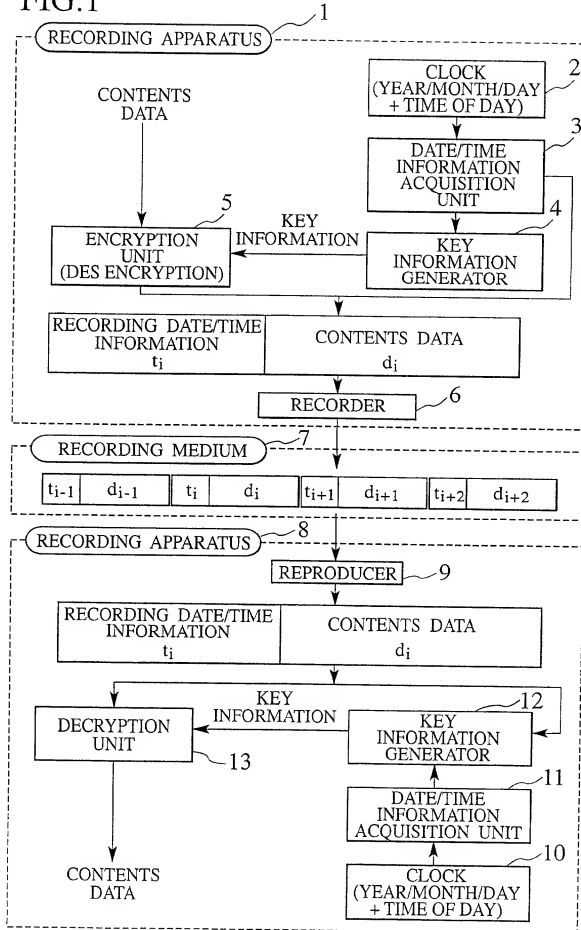 FIG.1
RECORDING APPARATUS
1
CLOCK
(YEAR/MONTH/DAY
+ TIME OF DAY)
2
CONTENTS
DATA
DATE/TIME
INFORMATION
ACQUISITION
UNIT
3
5
KEY
INFORMATION
4
ENCRYPTION
UNIT
(DES ENCRYPTION)
KEY
INFORMATION
GENERATOR
RECORDING DATE/TIME
INFORMATION
ti
CONTENTS DATA
di
RECORDER
6
RECORDING MEDIUM
7
ti-1 di-1 ti di ti+1 di+1 ti+2 di+2
RECORDING APPARATUS
8
REPRODUCER
9
RECORDING DATE/TIME
INFORMATION
ti
CONTENTS DATA
di
KEY
INFORMATION
12
DECRYPTION
UNIT
13
KEY
INFORMATION
GENERATOR
11
DATE/TIME
INFORMATION
ACQUISITION UNIT
10
CONTENTS
DATA
CLOCK
(YEAR/MONTH/DAY
+ TIME OF DAY)